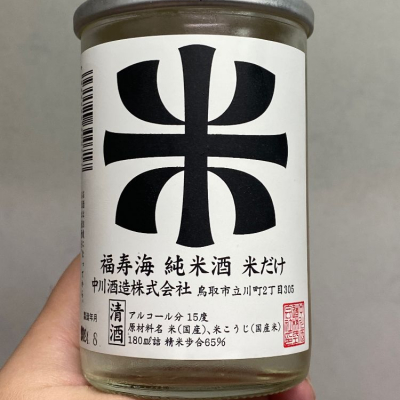 米
福寿海 純米酒 米だけ
中川酒造株式会社 鳥取市立川町2丁目305
清酒
アルコール分 15度
原材料名 米(国産)、米こうじ(国産米)
180㎖詰 精米歩合65%